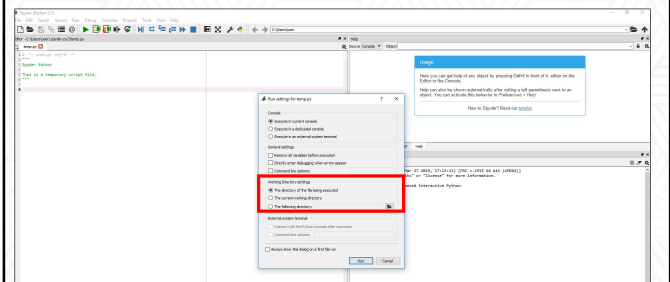 Spyder (Python 3.7)
File Edit Search Source Run Debug Consoles Projects Tools View Help
C:\Users\user
temp.py
1 # -*- coding: utf-8 -*-
2 """
3 Spyder Editor
4
5 This is a temporary script file.
6 """
7
8
Help
Source Console Object
Usage
Here you can get help of any object by pressing Ctrl+I in front of it, either on the
Editor or the Console.
Help can also be shown automatically after writing a left parenthesis next to an
object. You can activate this behavior in Preferences > Help.
New to Spyder? Read our tutorial
Help
Run settings for temp.py
? X
Console
Execute in current console
Execute in a dedicated console
Execute in an external system terminal
General settings
Remove all variables before execution
Directly enter debugging when errors appear
Command line options:
Working Directory settings
The directory of the file being executed
The current working directory
The following directory:
External system terminal
Interact with the Python console after execution
Command line options:
Always show this dialog on a first file run
Run Cancel
Mar 27 2019, 17:13:21) [MSC v.1915 64 bit (AMD64)]
or "license" for more information.
Interactive Python.